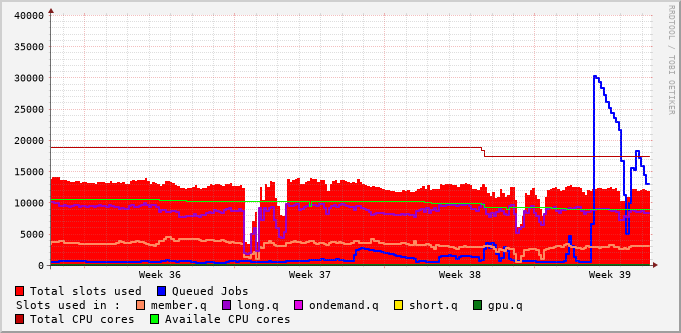 40000
35000
30000
25000
20000
15000
10000
5000
0
Week 36 Week 37 Week 38 Week 39
RRDTOOL / TOBI OETIKER
Total slots used Queued Jobs
Slots used in : member.q long.q ondemand.q short.q gpu.q
Total CPU cores Availale CPU cores